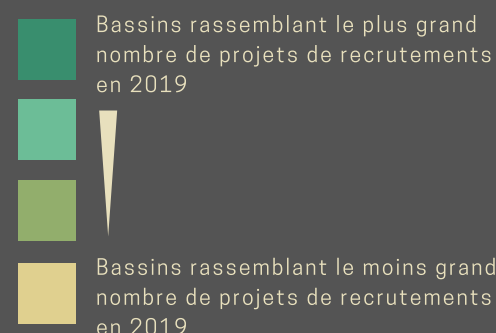 Bassins rassemblant le plus grand
nombre de projets de recrutements
en 2019
Bassins rassemblant le moins grand
nombre de projets de recrutements
en 2019